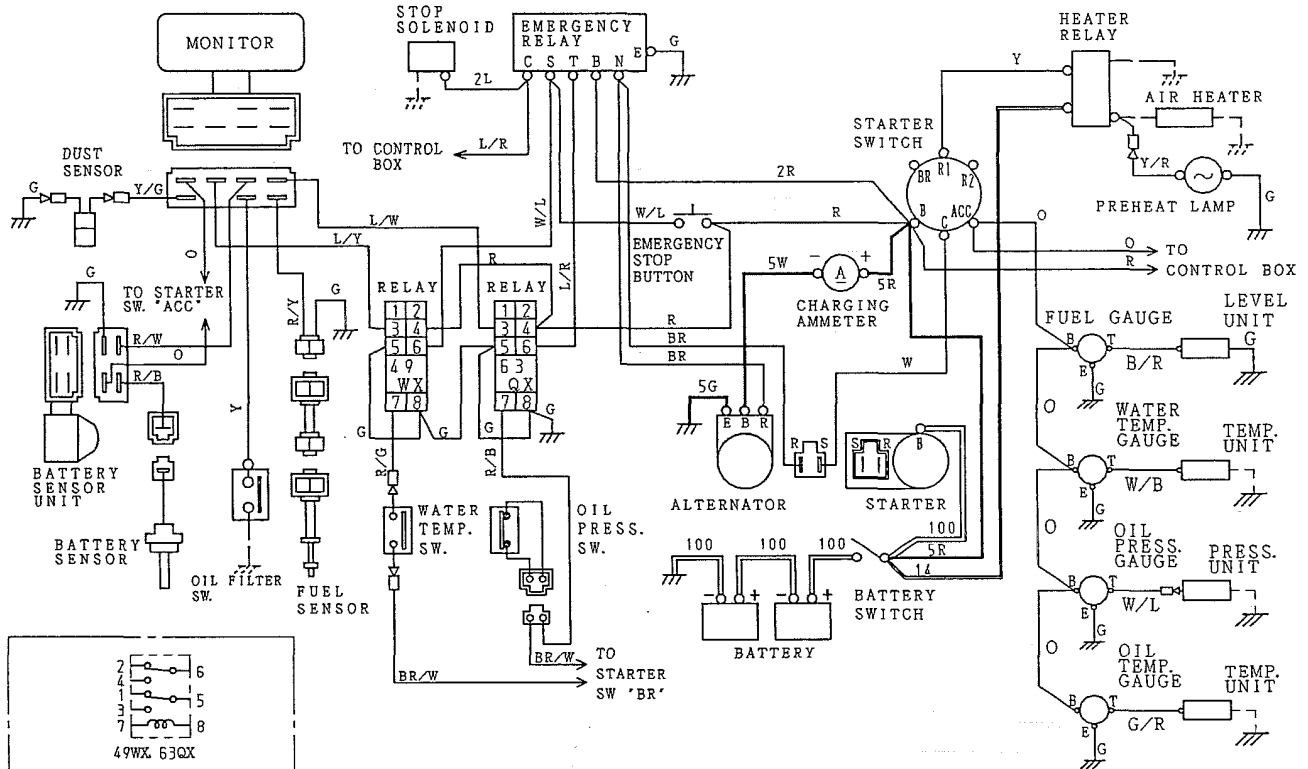 STOP
SOLENOID
MONITOR
EMERGENCY
RELAY
E
G
C S T B N
2L
HEATER
RELAY
Y
AIR HEATER
STARTER
SWITCH
DUST
SENSOR
TO CONTROL
BOX
L/R
BR
R1
R2
Y/R
G
Y/G
2R
B
C
ACC
PREHEAT LAMP
G
W/L
W/L
R
O
L/W
L/Y
O
EMERGENCY
STOP
BUTTON
5W
- A +
5R
CHARGING
AMMETER
O
R
TO
CONTROL BOX
G
TO STARTER
SW. "ACC"
R/Y
G
R
L/R
RELAY
1 2
3 4
5 6
49
WX
7 8
RELAY
1 2
3 4
5 6
63
QX
7 8
R
BR
BR
W
R/W
O
R/B
Y
G
G
G
R/G
R/B
5G
E B R
ALTERNATOR
R S
S R
B
STARTER
FUEL GAUGE
B T
E
B/R
G
LEVEL
UNIT
G
O
WATER
TEMP.
GAUGE
B T
E
W/B
G
TEMP.
UNIT
O
OIL
PRESS.
GAUGE
B T
E
W/L
G
PRESS.
UNIT
O
OIL
TEMP.
GAUGE
B T
E
G/R
G
TEMP.
UNIT
BATTERY
SENSOR
UNIT
BATTERY
SENSOR
OIL FILTER
SW.
FUEL
SENSOR
WATER
TEMP.
SW.
OIL
PRESS.
SW.
100
100
100
100
5R
14
- +
- +
BATTERY
BATTERY
SWITCH
BR/W
BR/W
TO
STARTER
SW "BR"
2
4
1
3
7
6
5
8
49WX. 63QX